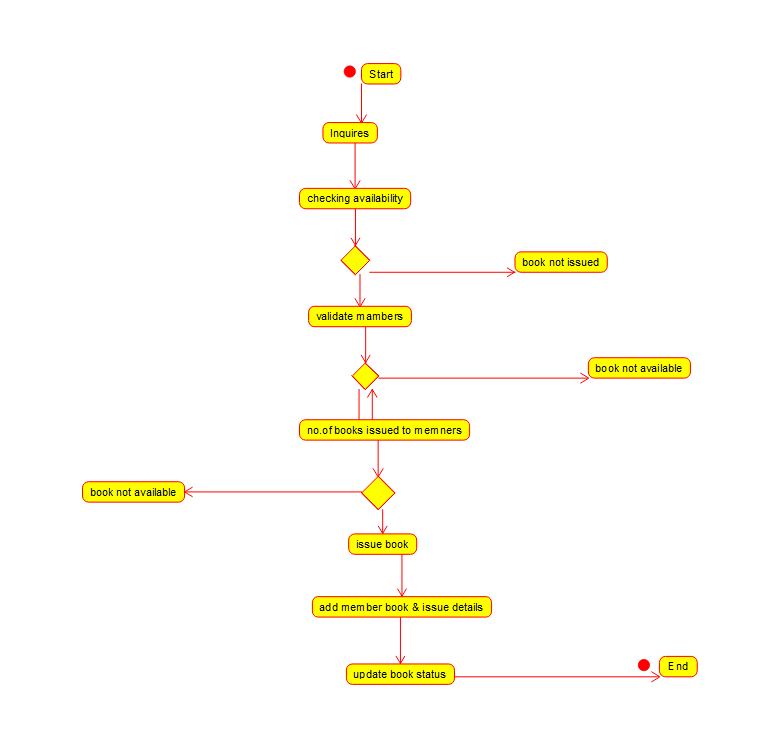 Start
Inquires
checking availability
book not issued
validate mambers
book not available
no.of books issued to memners
book not available
issue book
add member book & issue details
update book status
End